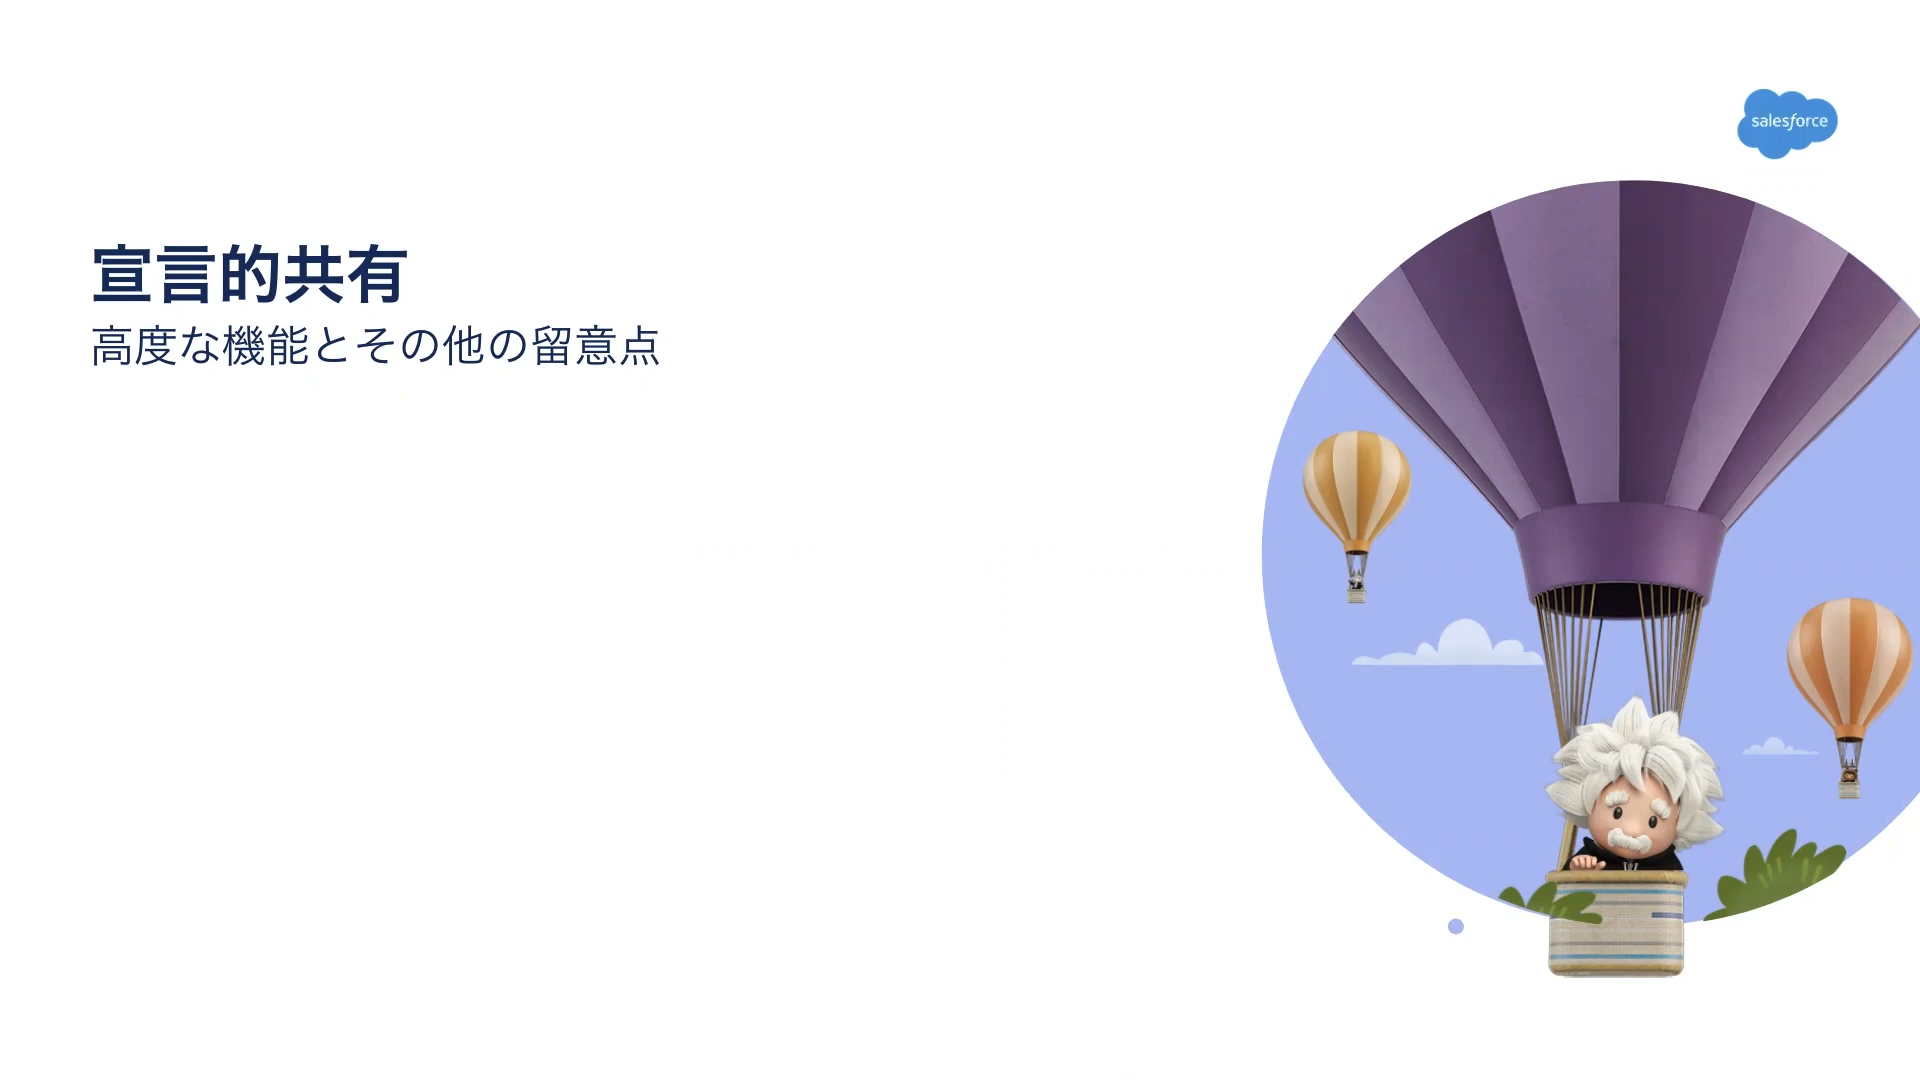 salesforce
宣言的共有
高度な機能とその他の留意点